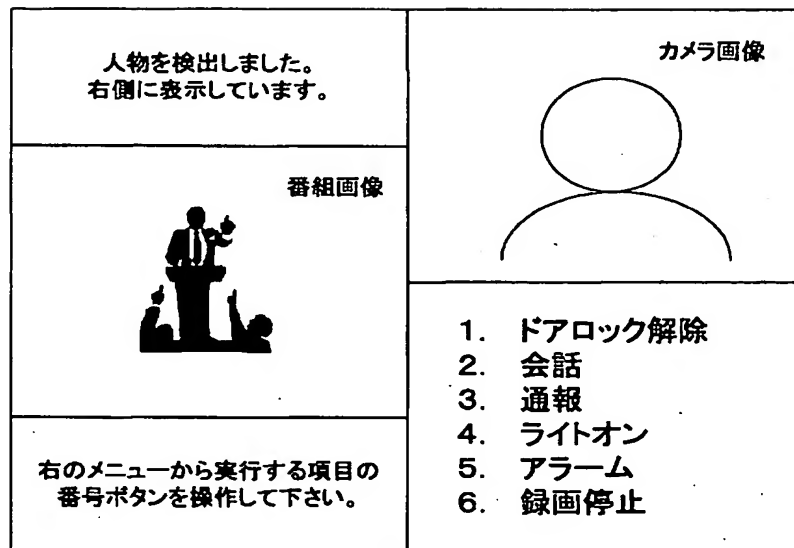 人物を検出しました。
右側に表示しています。
番組画像
右のメニューから実行する項目の
番号ボタンを操作して下さい。
カメラ画像
1. ドアロック解除
2. 会話
3. 通報
4. ライトオン
5. アラーム
6. 録画停止